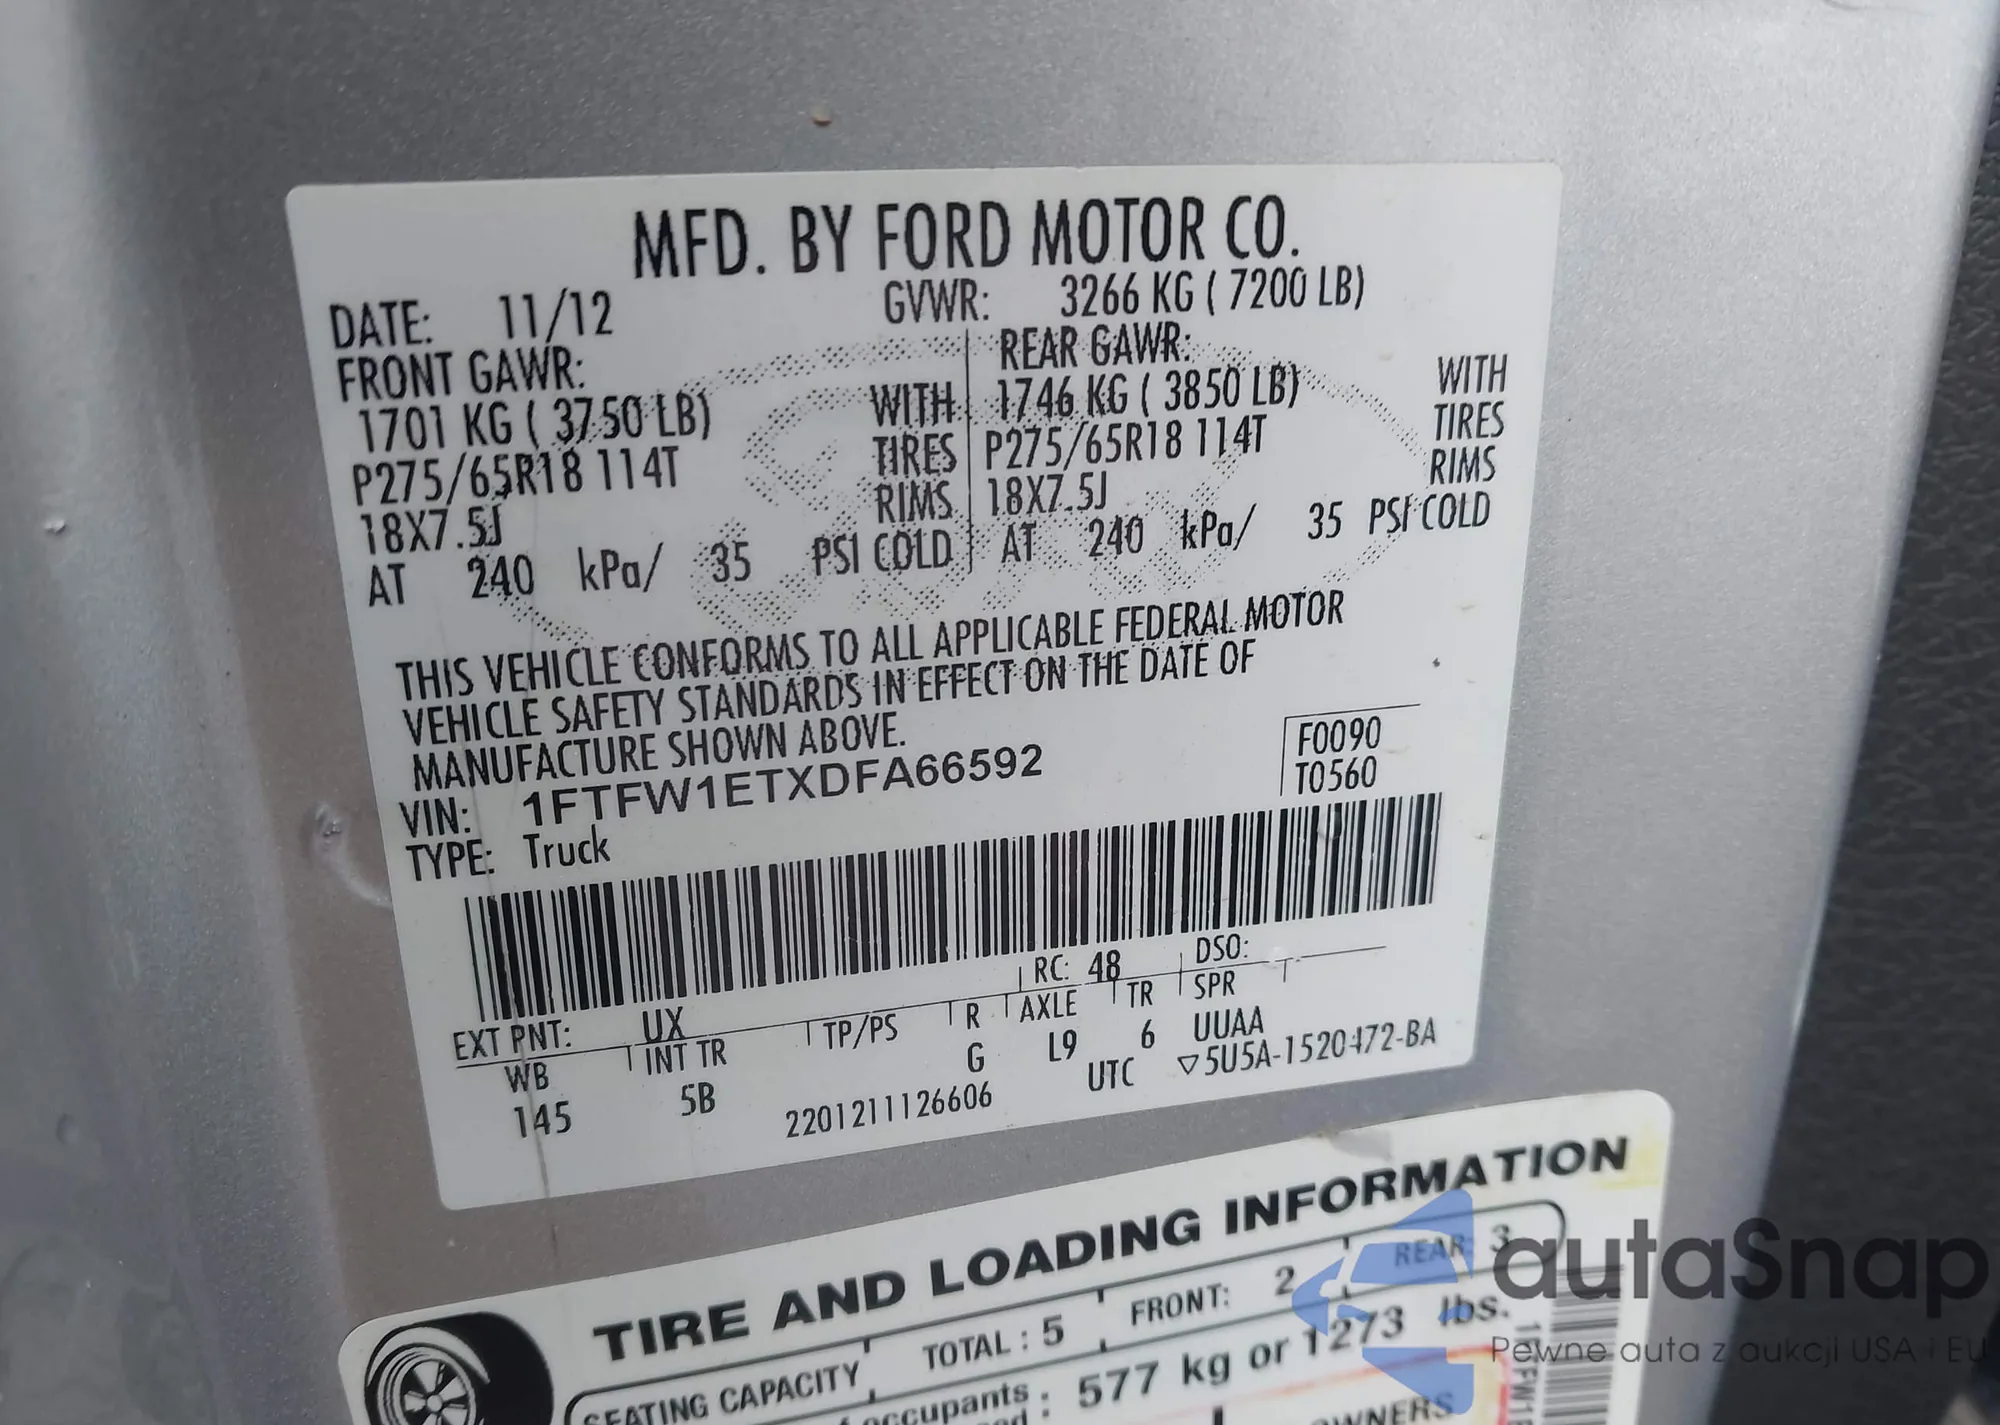 MFD. BY FORD MOTOR CO.
DATE: 11/12 GVWR: 3266 KG ( 7200 LB)
FRONT GAWR: REAR GAWR:
1701 KG ( 3750 LB) WITH 1746 KG ( 3850 LB) WITH
P275/65R18 114T TIRES P275/65R18 114T TIRES
18X7.5J RIMS 18X7.5J RIMS
AT 240 kPa/ 35 PSI COLD AT 240 kPa/ 35 PSI COLD
THIS VEHICLE CONFORMS TO ALL APPLICABLE FEDERAL MOTOR
VEHICLE SAFETY STANDARDS IN EFFECT ON THE DATE OF
MANUFACTURE SHOWN ABOVE.
VIN: 1FTFW1ETXDFA66592 F0090
TYPE: Truck T0560
EXT PNT: UX RC: 48 DSO:
WB INT TR TP/PS R AXLE TR SPR
145 5B G L9 6 UUAA
2201211126606 UTC ▽5U5A-1520472-BA
TIRE AND LOADING INFORMATION
SEATING CAPACITY TOTAL : 5 FRONT: 2 REAR: 3
occupants : 577 kg or 1273 lbs.
OWNERS
autaSnap
Pewne auta z aukcji USA i EU